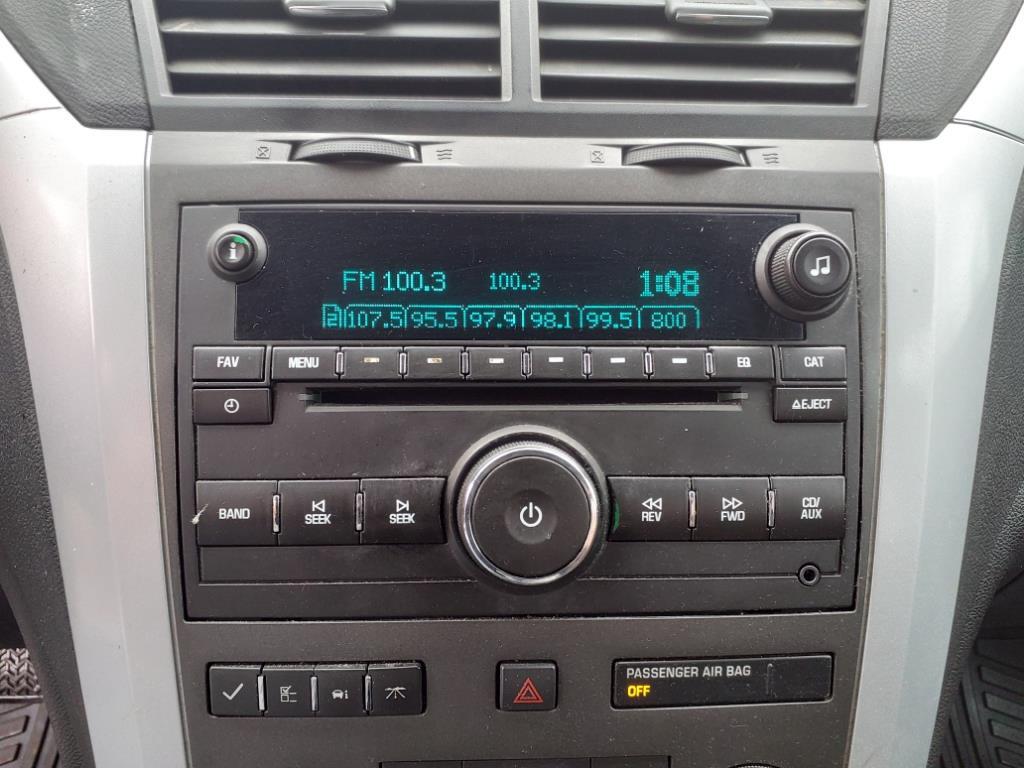 FM 100.3 100.3 1:08
2 107.5 95.5 97.9 98.1 99.5 800
FAV MENU EQ CAT
EJECT
BAND SEEK SEEK REV FWD CD/
AUX
PASSENGER AIR BAG
OFF